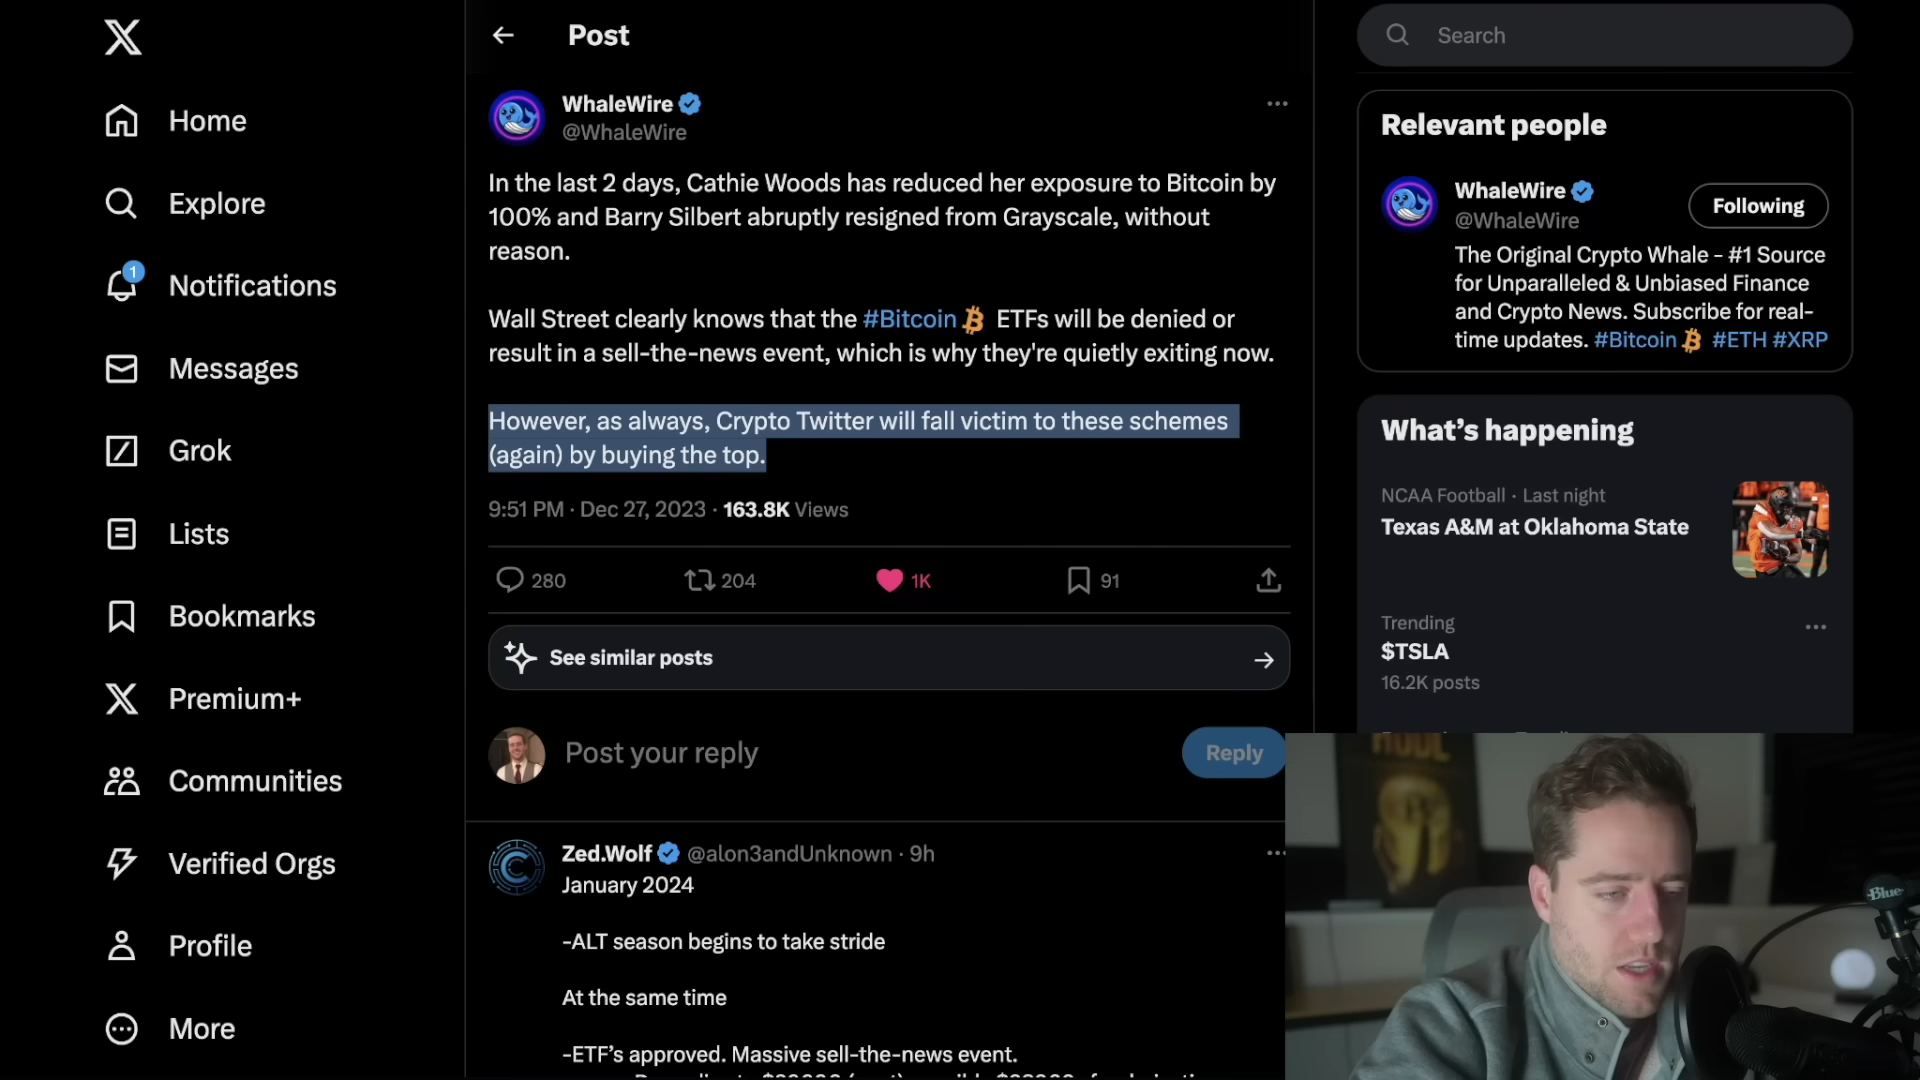 Home
Explore
1
Notifications
Messages
Grok
Lists
Bookmarks
Premium+
Communities
Verified Orgs
Profile
More
Post
WhaleWire
@WhaleWire
In the last 2 days, Cathie Woods has reduced her exposure to Bitcoin by
100% and Barry Silbert abruptly resigned from Grayscale, without
reason.
Wall Street clearly knows that the #Bitcoin ETFs will be denied or
result in a sell-the-news event, which is why they're quietly exiting now.
However, as always, Crypto Twitter will fall victim to these schemes
(again) by buying the top.
9:51 PM · Dec 27, 2023 · 163.8K Views
280 204 1K 91
See similar posts
Post your reply
Reply
Zed.Wolf @alon3andUnknown · 9h
January 2024
-ALT season begins to take stride
At the same time
-ETF's approved. Massive sell-the-news event.
Search
Relevant people
WhaleWire
@WhaleWire
Following
The Original Crypto Whale - #1 Source
for Unparalleled & Unbiased Finance
and Crypto News. Subscribe for real-
time updates. #Bitcoin #ETH #XRP
What's happening
NCAA Football · Last night
Texas A&M at Oklahoma State
Trending
$TSLA
16.2K posts
Blue